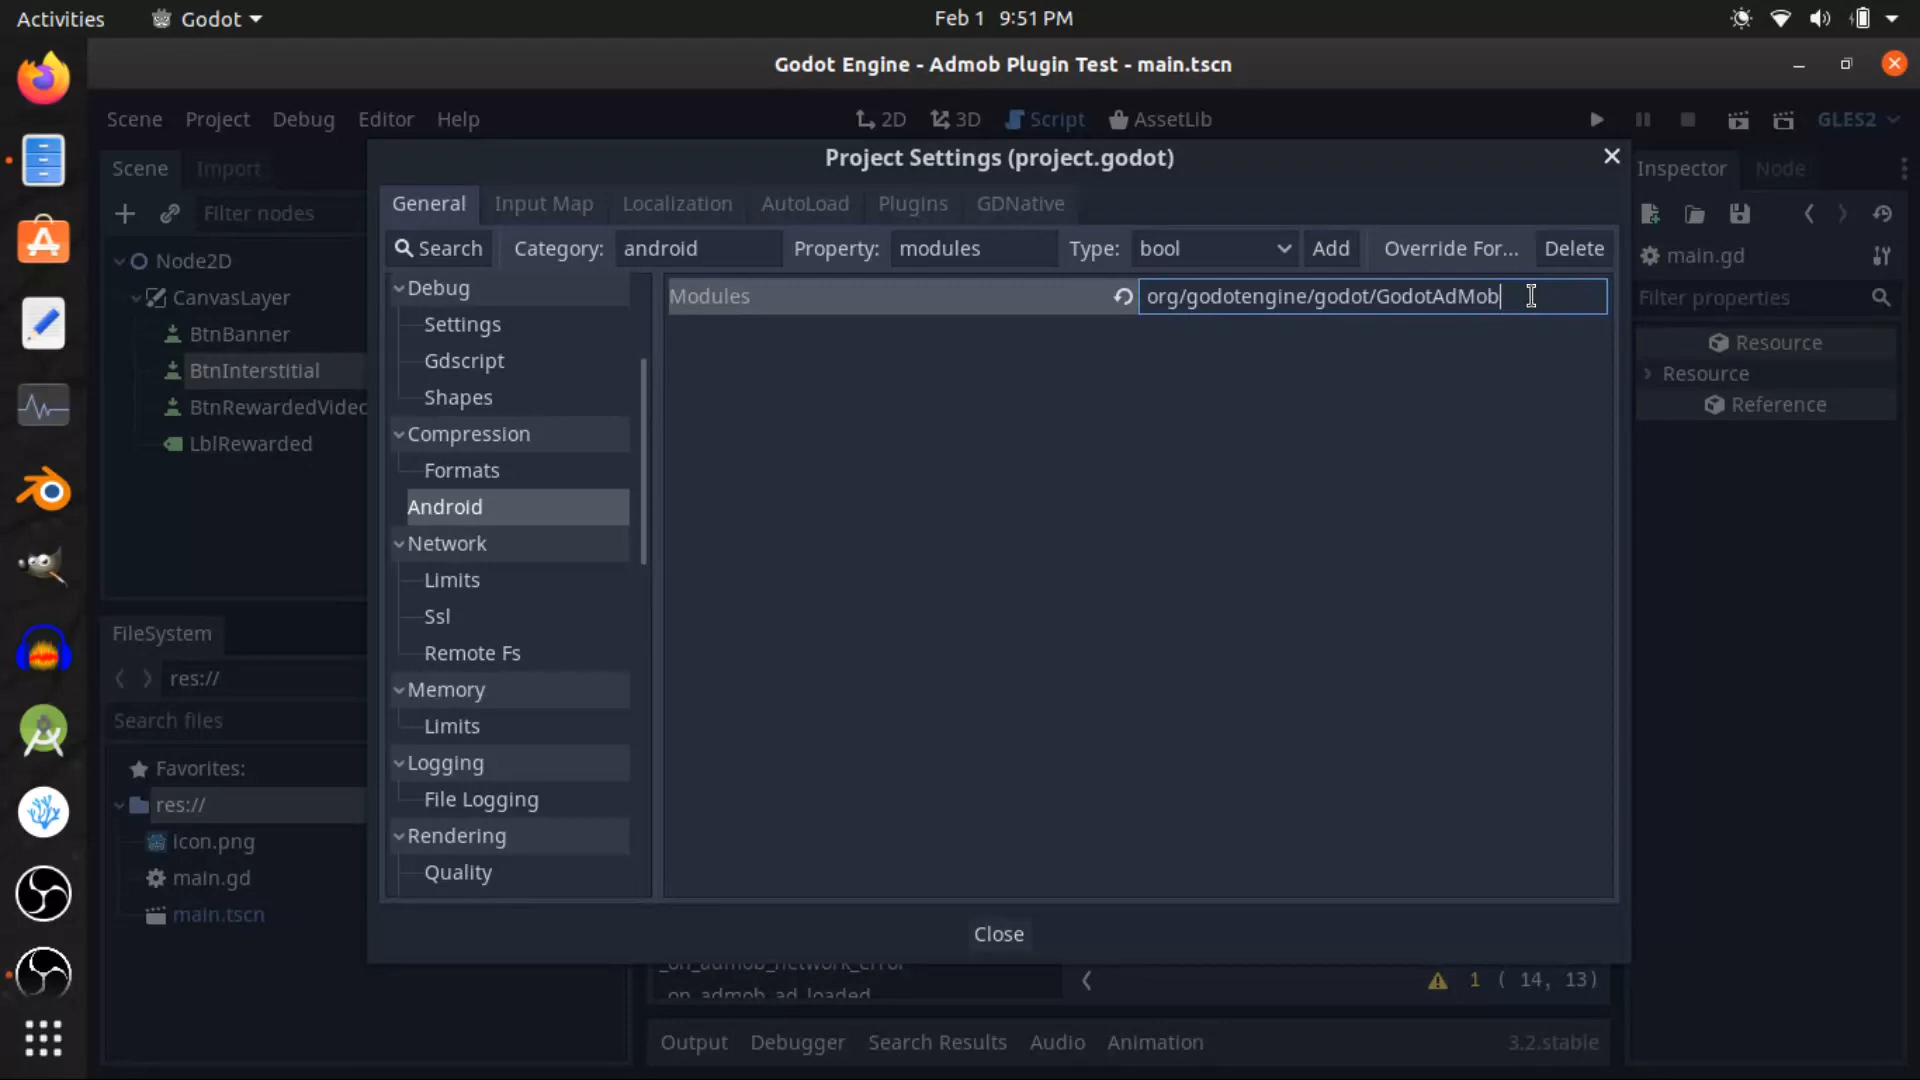 Activities Godot Feb 1 9:51 PM
Godot Engine - Admob Plugin Test - main.tscn
Scene Project Debug Editor Help 2D 3D Script AssetLib GLES2
Project Settings (project.godot)
Scene Import
Inspector Node
General Input Map Localization AutoLoad Plugins GDNative
Filter nodes
Search Category: android Property: modules Type: bool Add Override For... Delete
main.gd
Node2D
CanvasLayer
BtnBanner
BtnInterstitial
BtnRewardedVideo
LblRewarded
Debug
Settings
Gdscript
Shapes
Compression
Formats
Android
Network
Limits
Ssl
Remote Fs
Memory
Limits
Logging
File Logging
Rendering
Quality
Modules org/godotengine/godot/GodotAdMob
Filter properties
Resource
Resource
Reference
FileSystem
res://
Search files
Favorites:
res://
icon.png
main.gd
main.tscn
Close
_on_admob_network_error
_on_admob_ad_loaded
1 ( 14, 13)
Output Debugger Search Results Audio Animation 3.2.stable